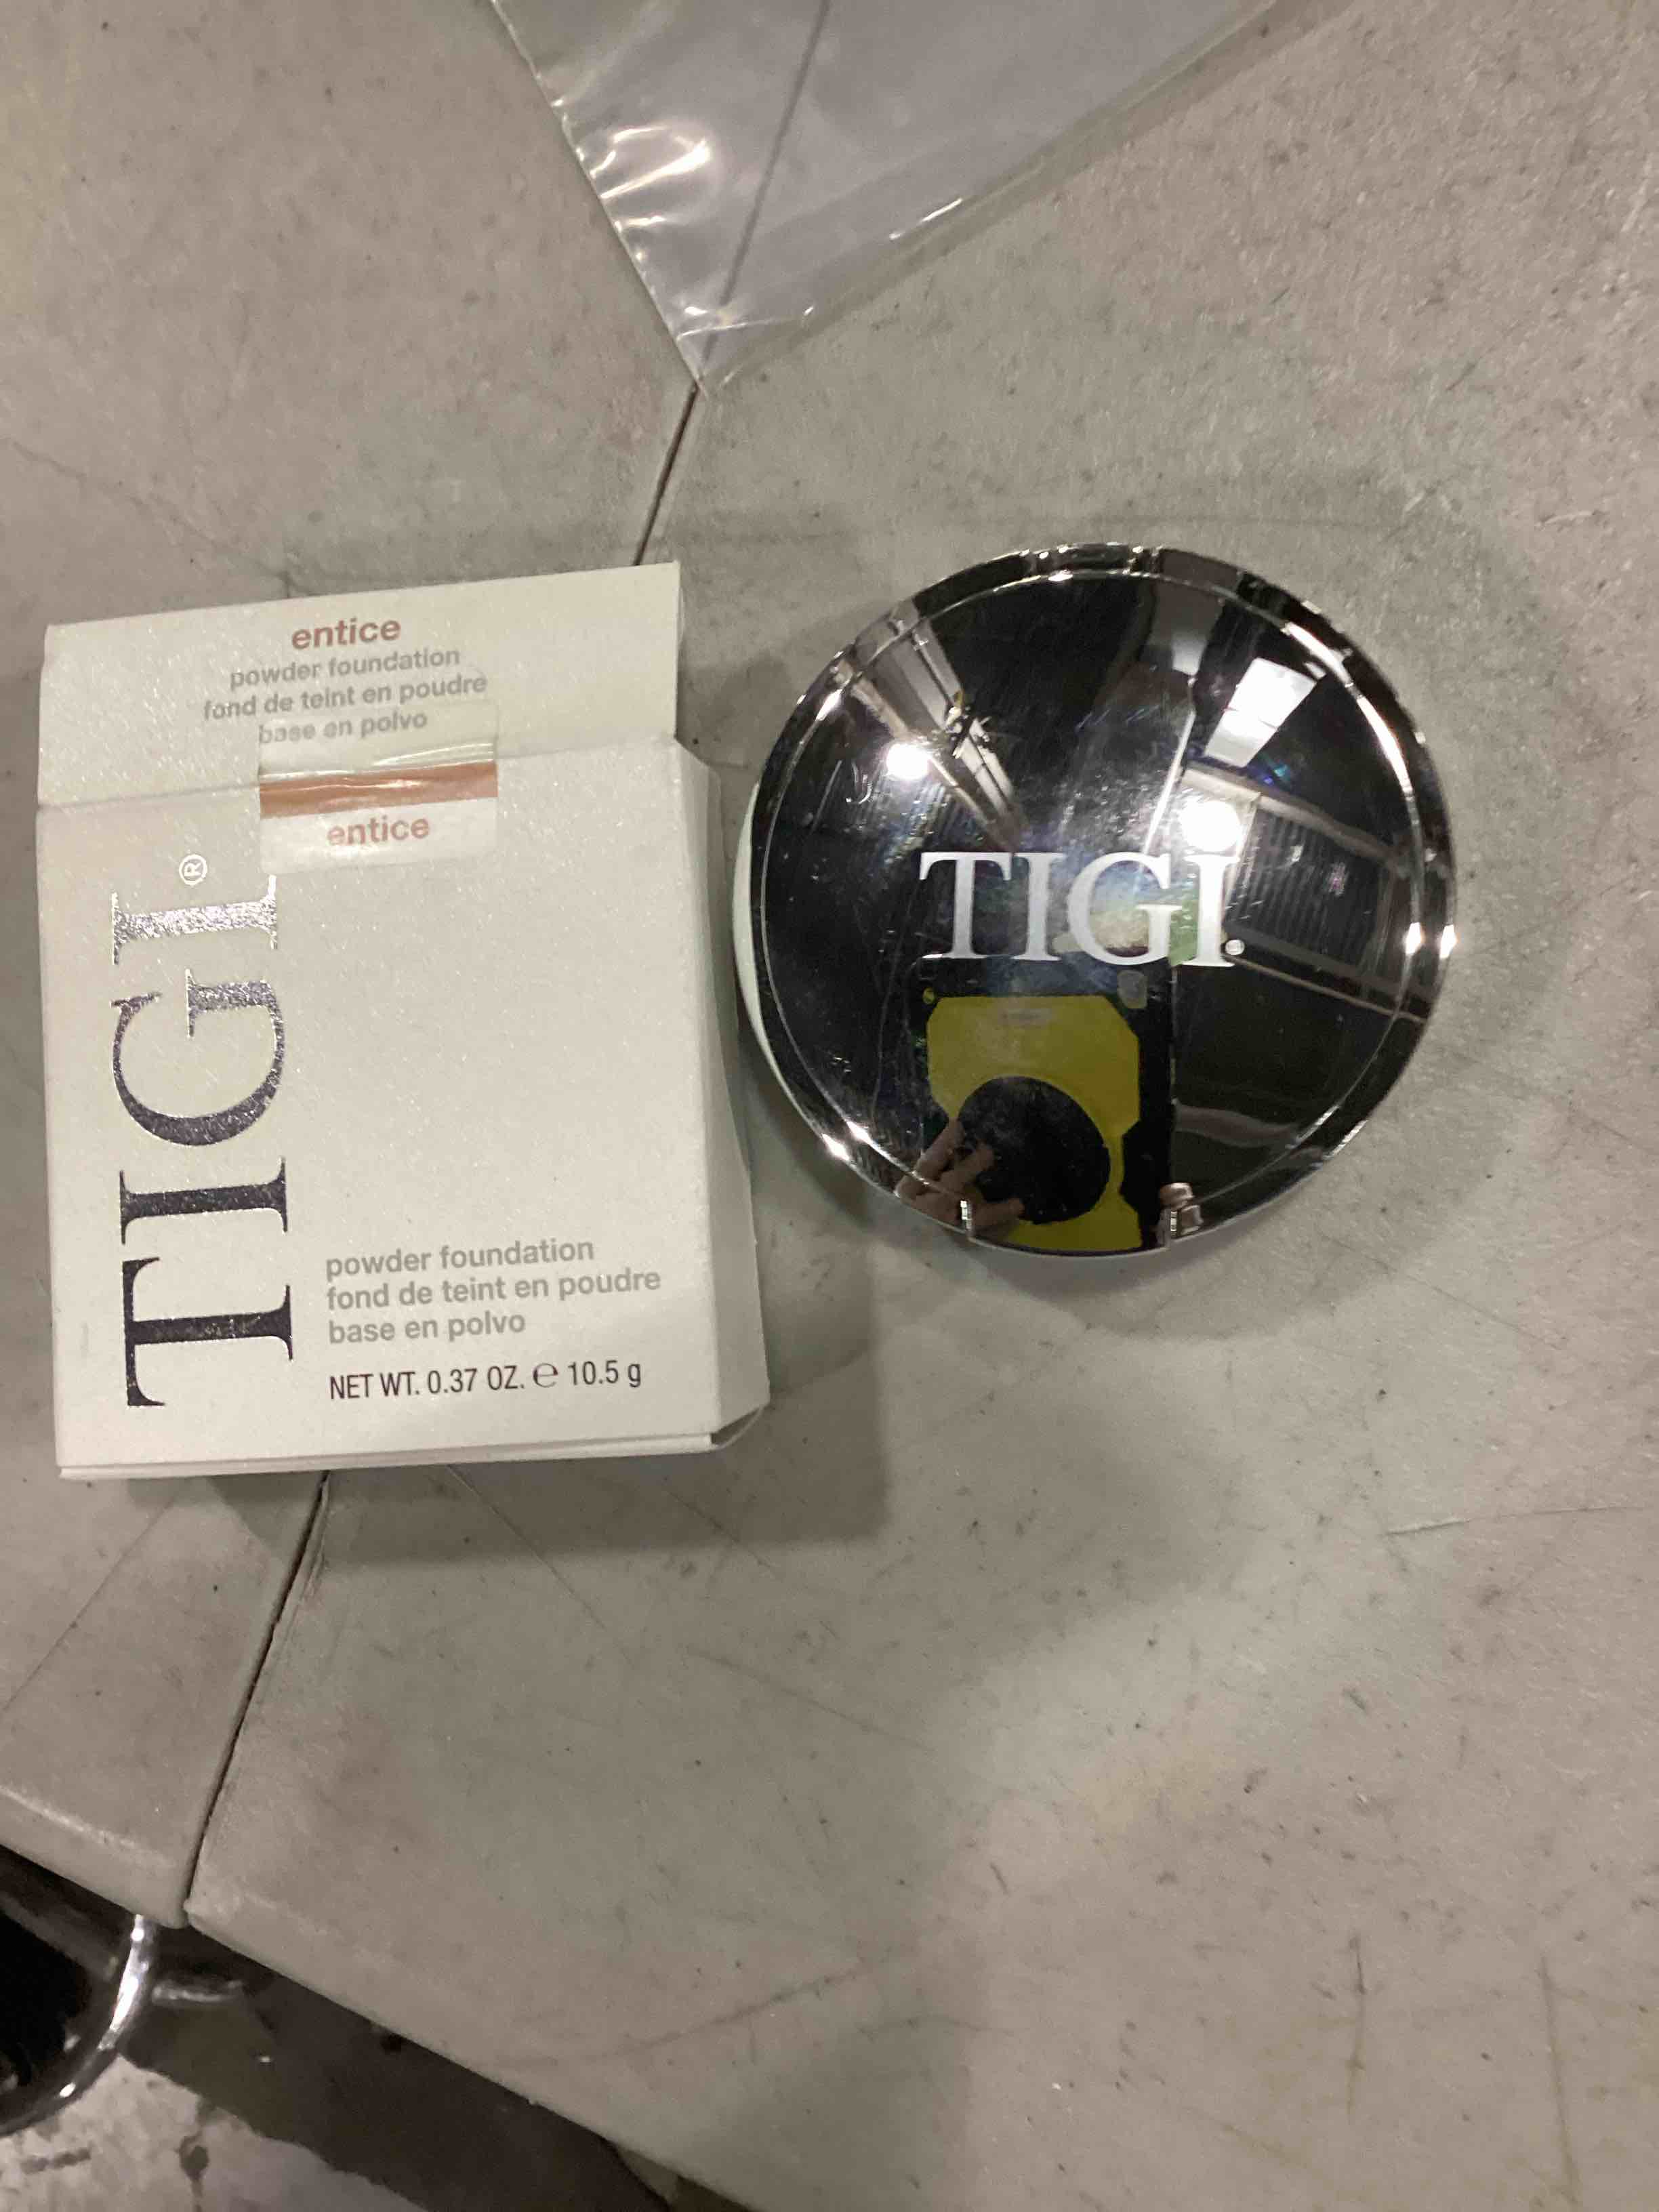 entice
powder foundation
fond de teint en poudre
base en polvo
entice
TIGI®
powder foundation
fond de teint en poudre
base en polvo
NET WT. 0.37 OZ. ℮ 10.5 g
TIGI